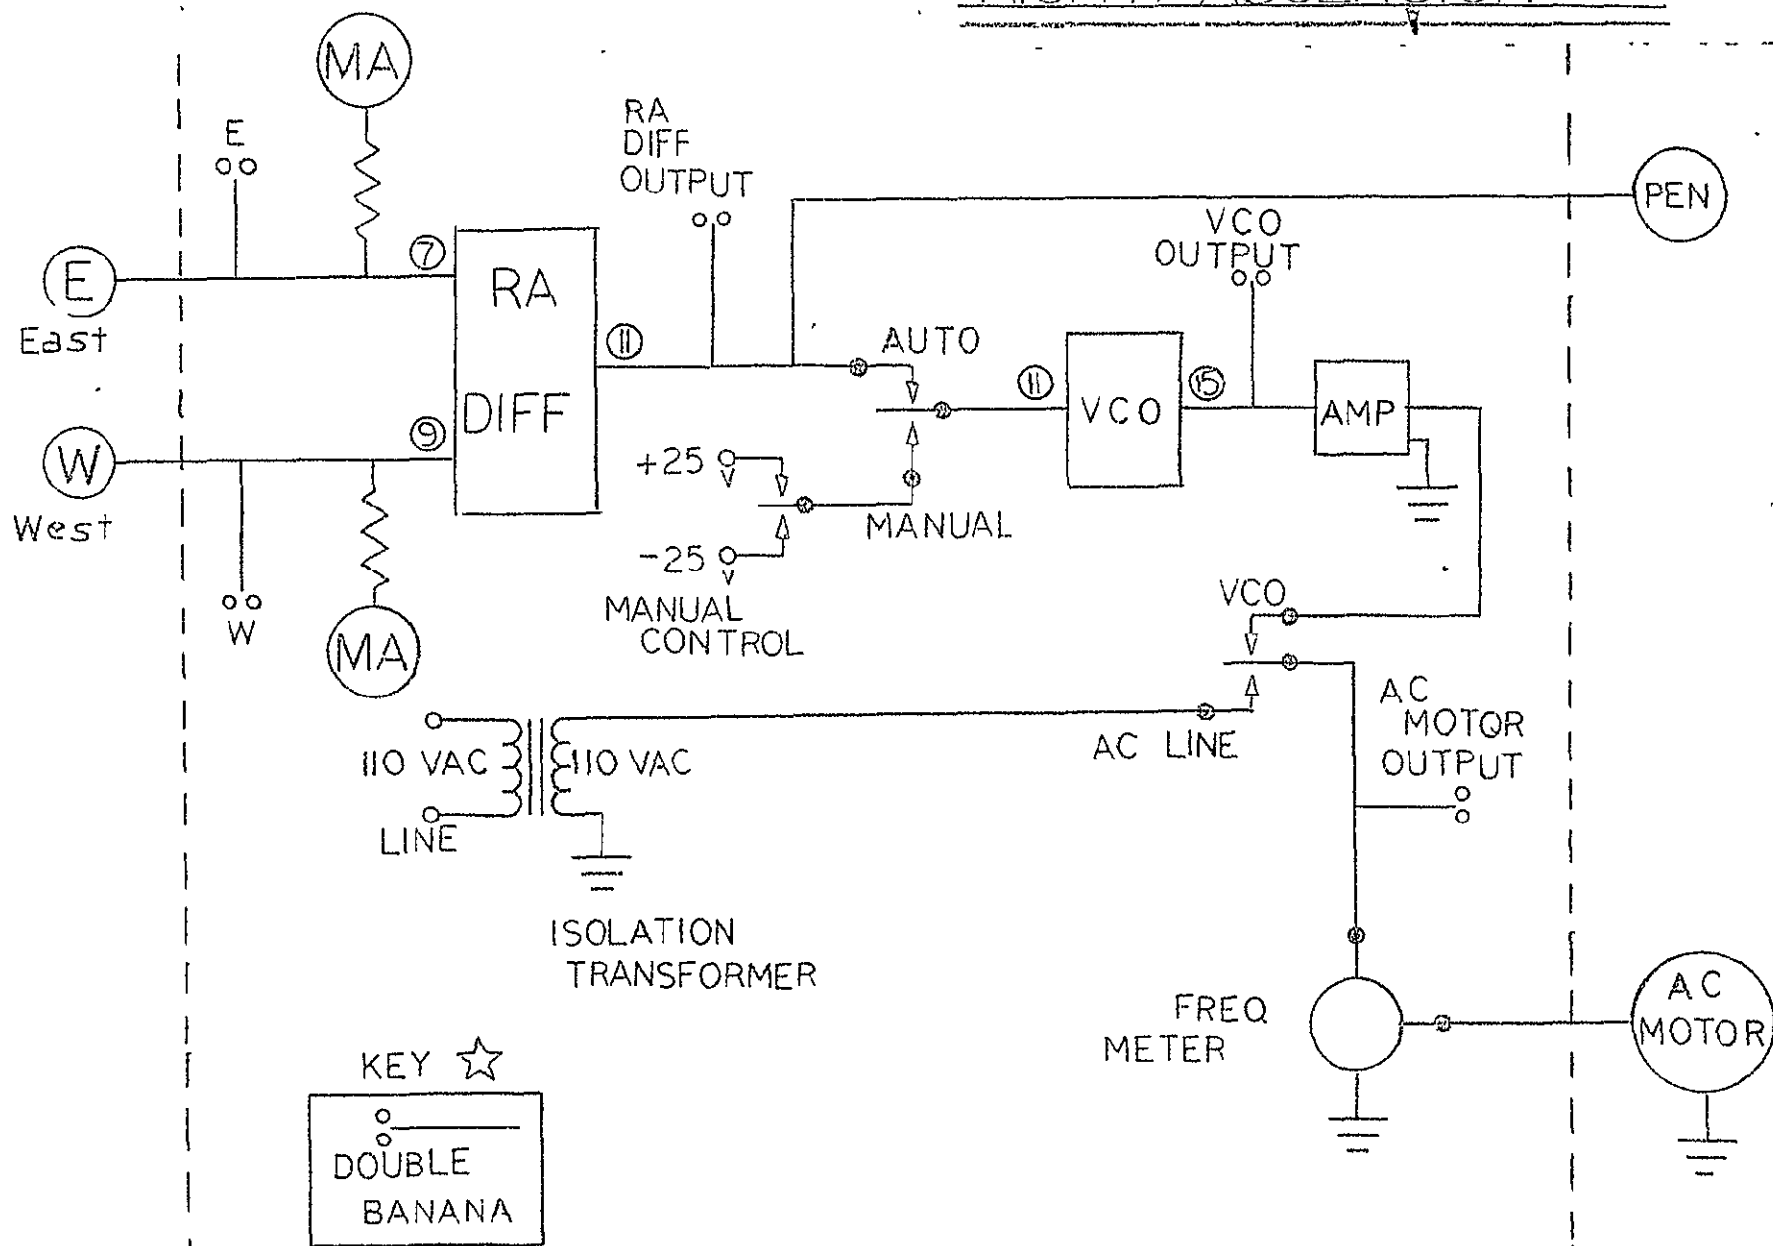 MA
E
RA
DIFF
OUTPUT
PEN
VCO
OUTPUT
E
East
7
RA
DIFF
11
AUTO
11
VCO
15
AMP
9
W
West
+25
V
-25
V
MANUAL
MANUAL
CONTROL
W
MA
VCO
110 VAC
110 VAC
LINE
AC LINE
AC
MOTOR
OUTPUT
ISOLATION
TRANSFORMER
FREQ
METER
AC
MOTOR
KEY ☆
DOUBLE
BANANA